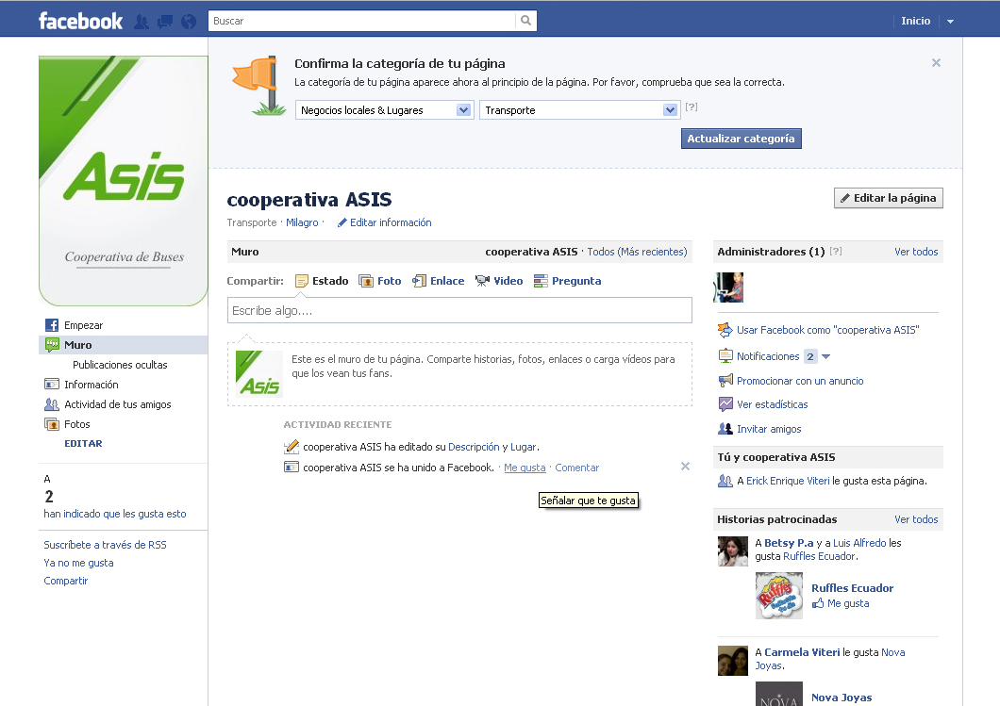 facebook
Buscar
Inicio
Confirma la categoría de tu página
La categoría de tu página aparece ahora al principio de la página. Por favor, comprueba que sea la correcta.
Negocios locales & Lugares
Transporte
[?]
Actualizar categoría
Asis
Cooperativa de Buses
Empezar
Muro
Publicaciones ocultas
Información
Actividad de tus amigos
Fotos
EDITAR
A
2
han indicado que les gusta esto
Suscríbete a través de RSS
Ya no me gusta
Compartir
cooperativa ASIS
Editar la página
Transporte · Milagro · Editar información
Muro
cooperativa ASIS · Todos (Más recientes)
Compartir: Estado Foto Enlace Video Pregunta
Escribe algo....
Asis
Este es el muro de tu página. Comparte historias, fotos, enlaces o carga vídeos para
que los vean tus fans.
ACTIVIDAD RECIENTE
cooperativa ASIS ha editado su Descripción y Lugar.
cooperativa ASIS se ha unido a Facebook. · Me gusta · Comentar
Señalar que te gusta
Administradores (1) [?] Ver todos
Usar Facebook como "cooperativa ASIS"
Notificaciones 2
Promocionar con un anuncio
Ver estadísticas
Invitar amigos
Tú y cooperativa ASIS
A Erick Enrique Viteri le gusta esta página.
Historias patrocinadas Ver todos
A Betsy P.a y a Luis Alfredo les
gusta Ruffles Ecuador.
Ruffles
Ruffles Ecuador
Me gusta
A Carmela Viteri le gusta Nova
Joyas.
NOVA
Nova Joyas